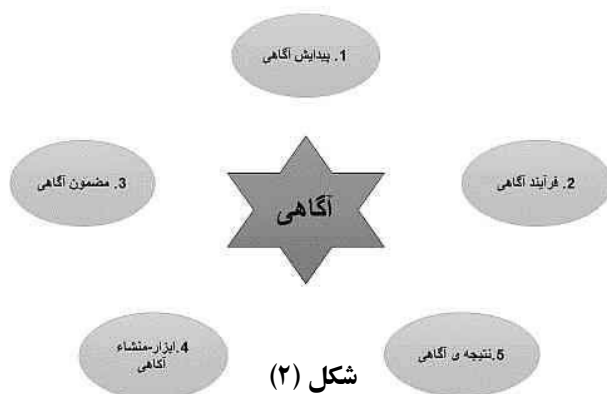 1. پیدایش آگاهی
2. فرآیند آگاهی
3. مضمون آگاهی
آگاهی
4.ابزار-منشاء
آگاهی
5.نتیجه ی آگاهی
شکل (۲)